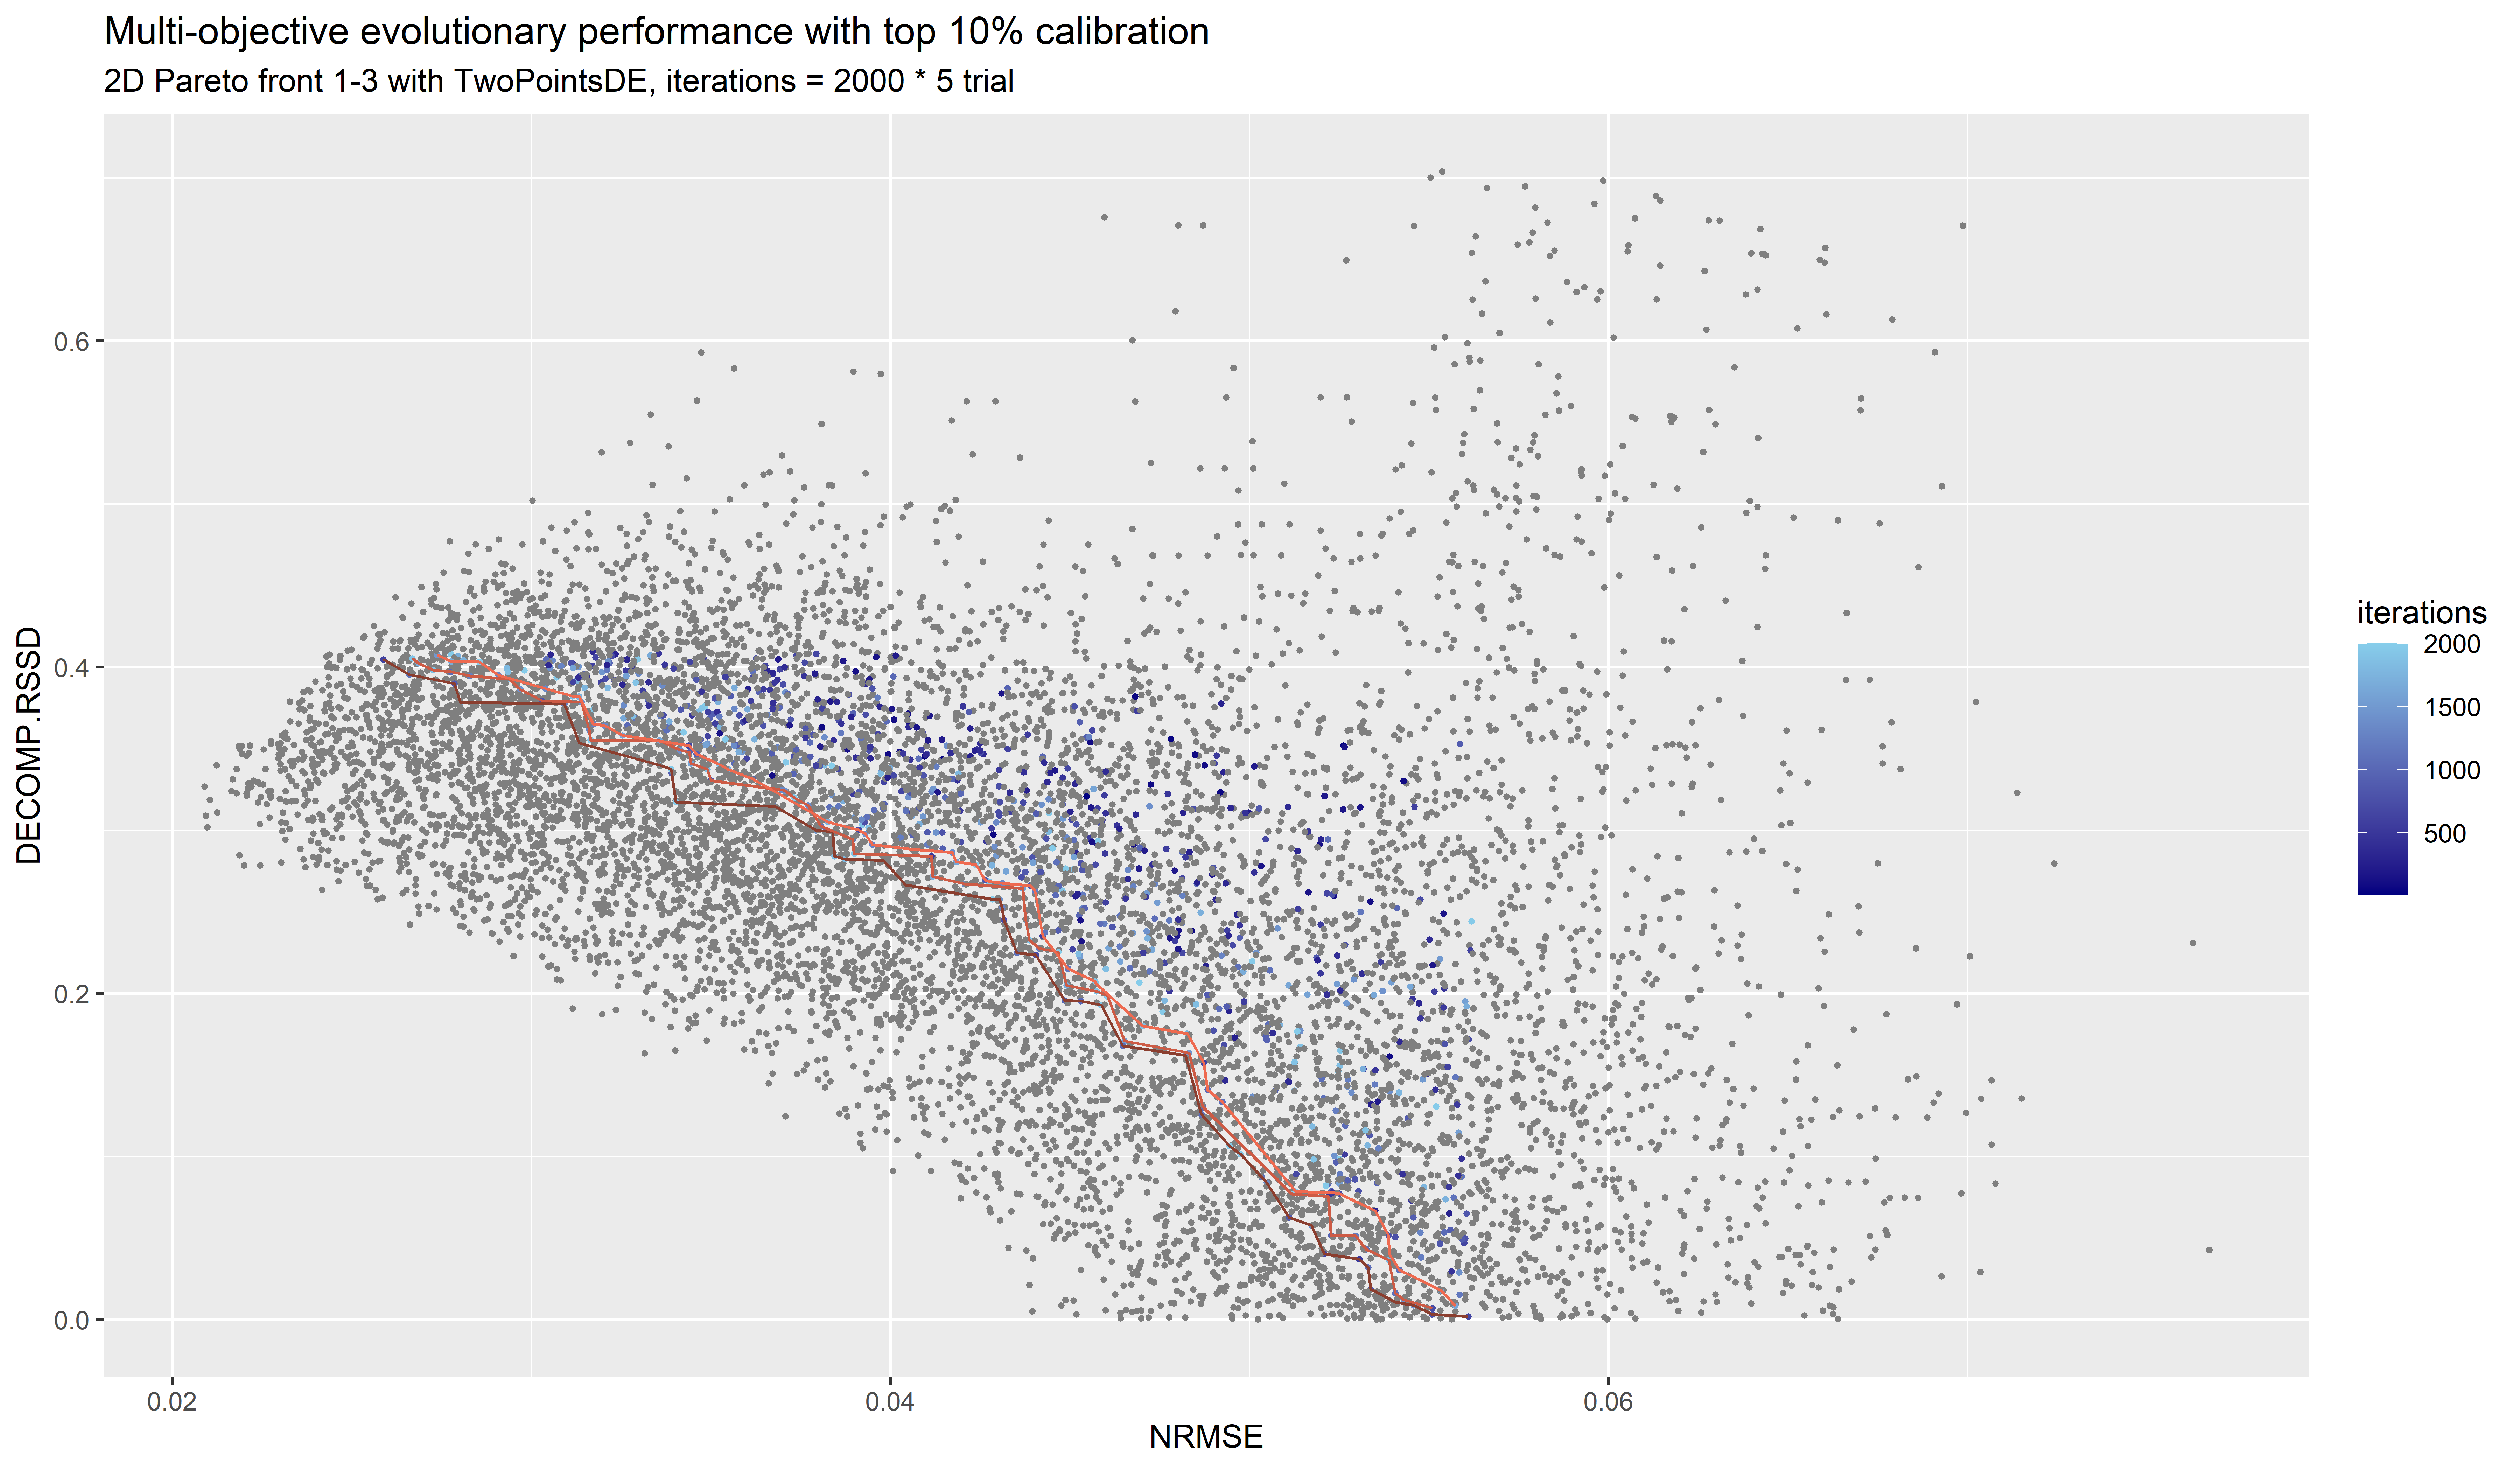 Multi-objective evolutionary performance with top 10% calibration
2D Pareto front 1-3 with TwoPointsDE, iterations = 2000 * 5 trial
DECOMP.RSSD
0.6
0.4
0.2
0.0
0.02
0.04
0.06
NRMSE
iterations
2000
1500
1000
500